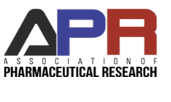 APR
ASSOCIATION OF
PHARMACEUTICAL RESEARCH